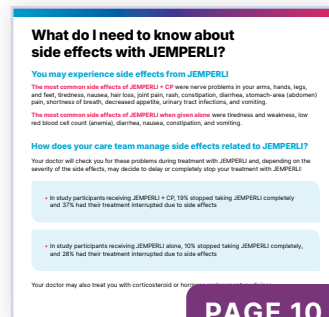 What do I need to know about
side effects with JEMPERLI?
You may experience side effects from JEMPERLI
The most common side effects of JEMPERLI + CP were nerve problems in your arms, hands, legs,
and feet, tiredness, nausea, hair loss, joint pain, rash, constipation, diarrhea, stomach-area (abdomen)
pain, shortness of breath, decreased appetite, urinary tract infections, and vomiting.
The most common side effects of JEMPERLI when given alone were tiredness and weakness, low
red blood cell count (anemia), diarrhea, nausea, constipation, and vomiting.
How does your care team manage side effects related to JEMPERLI?
Your doctor will check you for these problems during treatment with JEMPERLI and, depending on the
severity of the side effects, may decide to delay or completely stop your treatment with JEMPERLI:
• In study participants receiving JEMPERLI + CP, 19% stopped taking JEMPERLI completely
and 37% had their treatment interrupted due to side effects
• In study participants receiving JEMPERLI alone, 10% stopped taking JEMPERLI completely,
and 28% had their treatment interrupted due to side effects
Your doctor may also treat you with corticosteroid or
PAGE 10